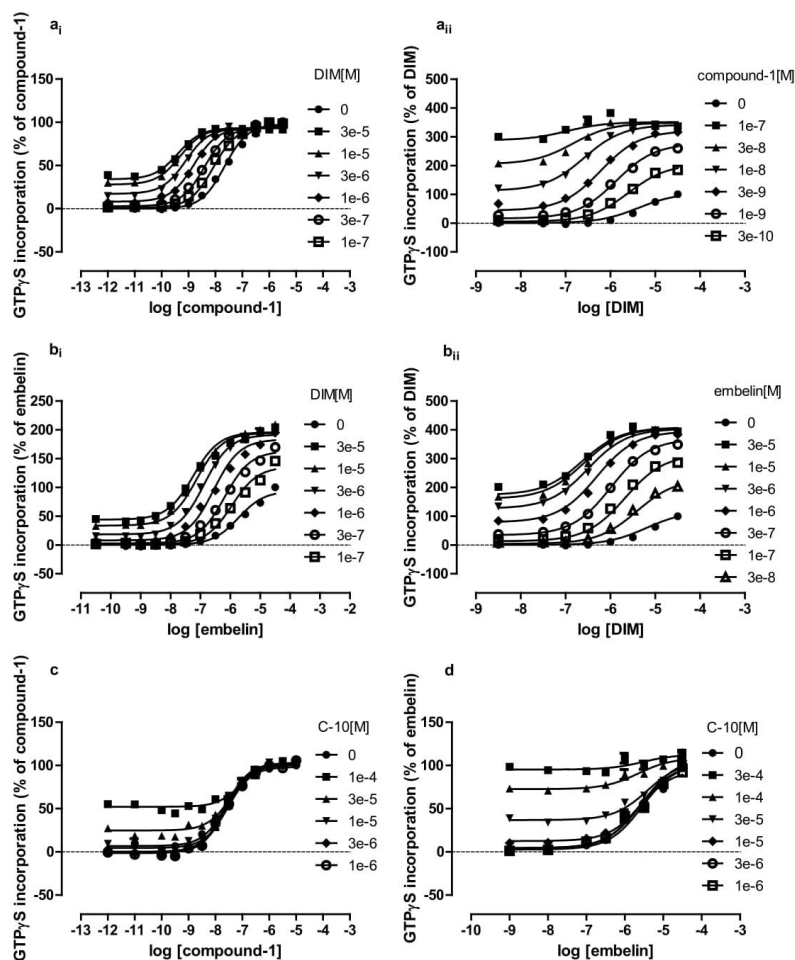 a_i
GTPγS incorporation (% of compound-1)
150
100
50
0
50
-13 -12 -11 -10 -9 -8 -7 -6 -5 -4 -3
log [compound-1]
DIM[M]
0
3e-5
1e-5
3e-6
1e-6
3e-7
1e-7
a_ii
GTPγS incorporation (% of DIM)
500
400
300
200
100
0
-100
-9 -8 -7 -6 -5 -4 -3
log [DIM]
compound-1[M]
0
1e-7
3e-8
1e-8
3e-9
1e-9
3e-10
b_i
GTPγS incorporation (% of embelin)
250
200
150
100
50
0
-50
-11 -10 -9 -8 -7 -6 -5 -4 -3 -2
log [embelin]
DIM[M]
0
3e-5
1e-5
3e-6
1e-6
3e-7
1e-7
b_ii
GTPγS incorporation (% of DIM)
500
400
300
200
100
0
-100
-9 -8 -7 -6 -5 -4 -3
log [DIM]
embelin[M]
0
3e-5
1e-5
3e-6
1e-6
3e-7
1e-7
3e-8
c
GTPγS incorporation (% of compound-1)
150
100
50
0
50
-13 -12 -11 -10 -9 -8 -7 -6 -5 -4 -3
log [compound-1]
C-10[M]
0
1e-4
3e-5
1e-5
3e-6
1e-6
d
GTPγS incorporation (% of embelin)
150
100
50
0
-50
-10 -9 -8 -7 -6 -5 -4 -3
log [embelin]
C-10[M]
0
3e-4
1e-4
3e-5
1e-5
3e-6
1e-6